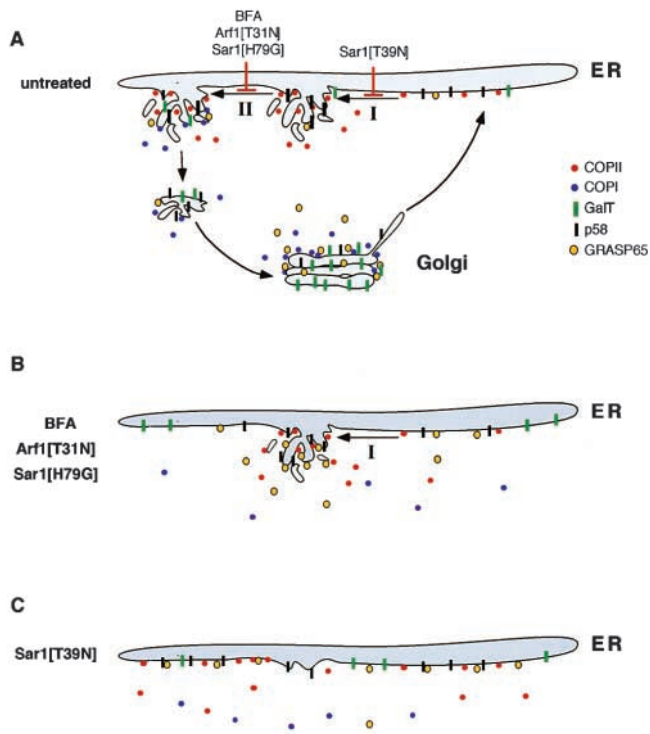 BFA
Arf1[T31N]
Sar1[H79G]
Sar1[T39N]
A
untreated
ER
II
I
COPII
COPI
GalT
p58
GRASP65
Golgi
B
BFA
Arf1[T31N]
Sar1[H79G]
ER
I
C
Sar1[T39N]
ER